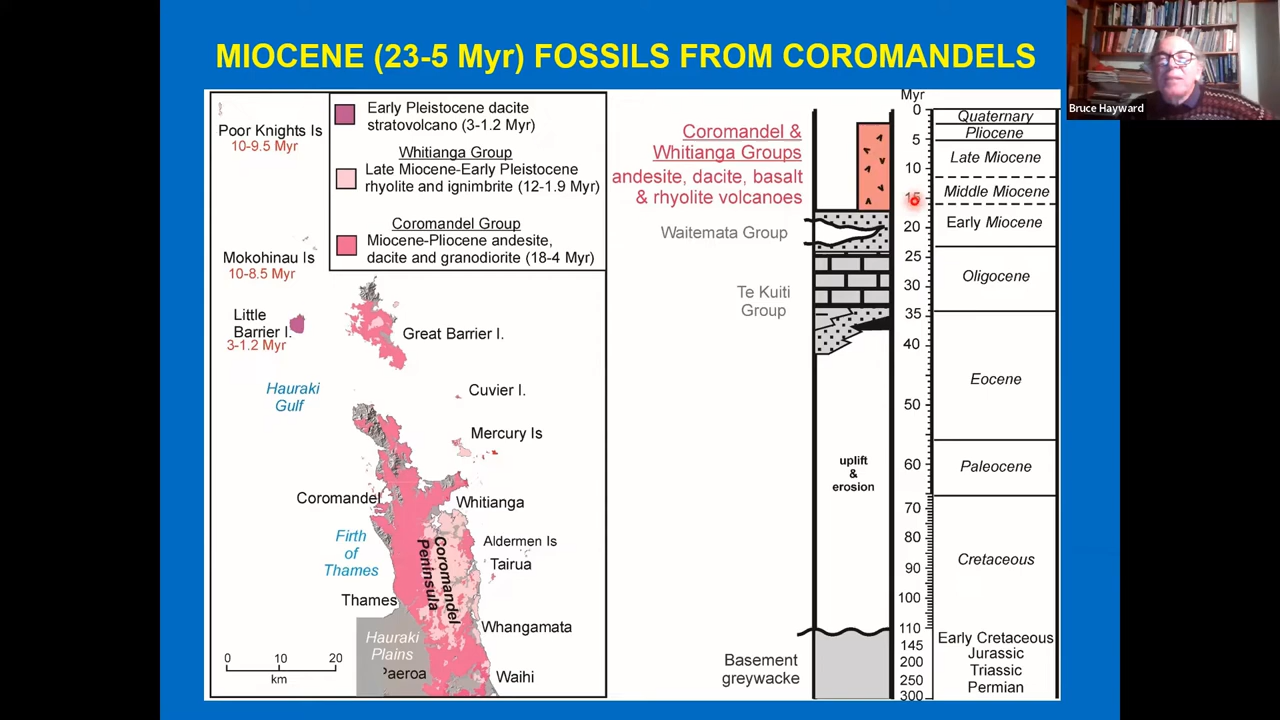 MIOCENE (23-5 Myr) FOSSILS FROM COROMANDELS
Bruce Hayward
Poor Knights Is
10-9.5 Myr
Early Pleistocene dacite
stratovolcano (3-1.2 Myr)
Whitianga Group
Late Miocene-Early Pleistocene
rhyolite and ignimbrite (12-1.9 Myr)
Coromandel Group
Miocene-Pliocene andesite,
dacite and granodiorite (18-4 Myr)
Mokohinau Is
10-8.5 Myr
Little
Barrier I.
3-1.2 Myr
Great Barrier I.
Hauraki
Gulf
Cuvier I.
Mercury Is
Coromandel
Whitianga
Firth
of
Thames
Coromandel
Peninsula
Aldermen Is
Tairua
Thames
Whangamata
Hauraki
Plains
Paeroa
Waihi
0 10 20
km
Coromandel &
Whitianga Groups
andesite, dacite, basalt
& rhyolite volcanoes
Waitemata Group
Te Kuiti
Group
uplift
&
erosion
Basement
greywacke
Myr
0
5
10
15
20
25
30
35
40
50
60
70
80
90
100
110
145
200
250
300
Quaternary
Pliocene
Late Miocene
Middle Miocene
Early Miocene
Oligocene
Eocene
Paleocene
Cretaceous
Early Cretaceous
Jurassic
Triassic
Permian